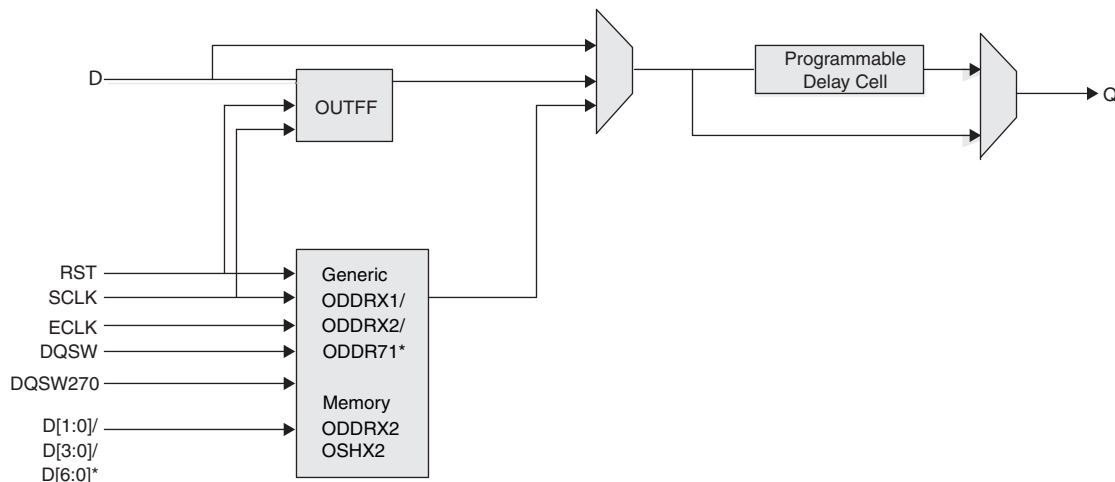 D
OUTFF
Programmable
Delay Cell
Q
RST
SCLK
ECLK
DQSW
DQSW270
D[1:0]/
D[3:0]/
D[6:0]*
Generic
ODDRX1/
ODDRX2/
ODDR71*
Memory
ODDRX2
OSHX2